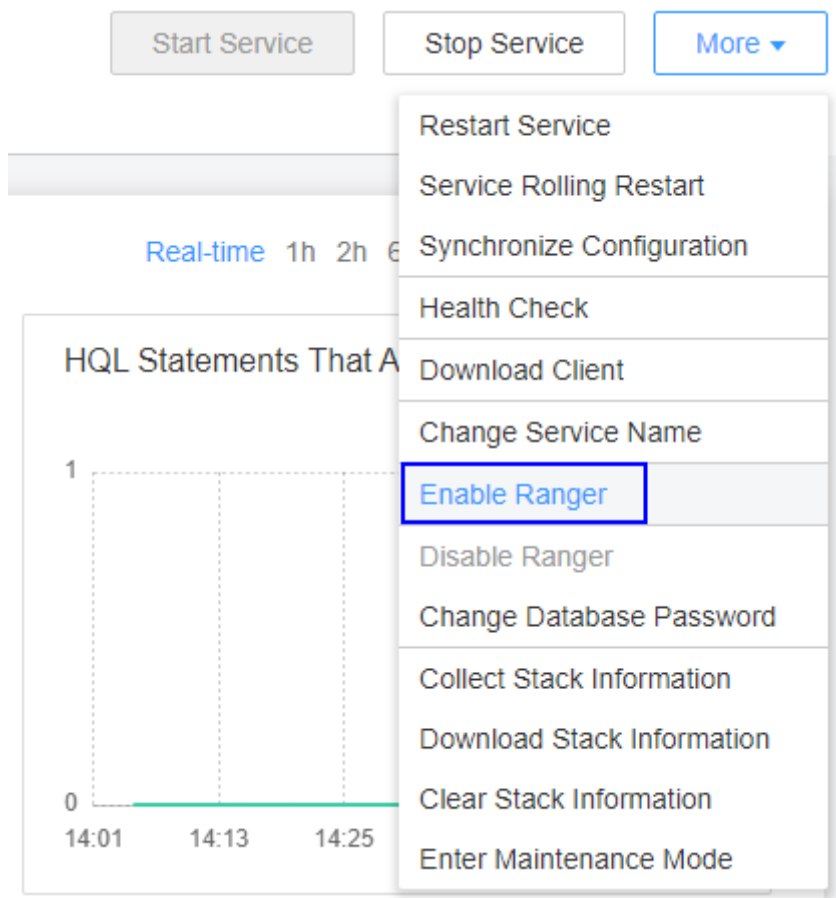 Start Service
Stop Service
More
Restart Service
Service Rolling Restart
Synchronize Configuration
Health Check
Download Client
Change Service Name
Enable Ranger
Disable Ranger
Change Database Password
Collect Stack Information
Download Stack Information
Clear Stack Information
Enter Maintenance Mode
Real-time 1h 2h
HQL Statements That A
1
0
14:01 14:13 14:25